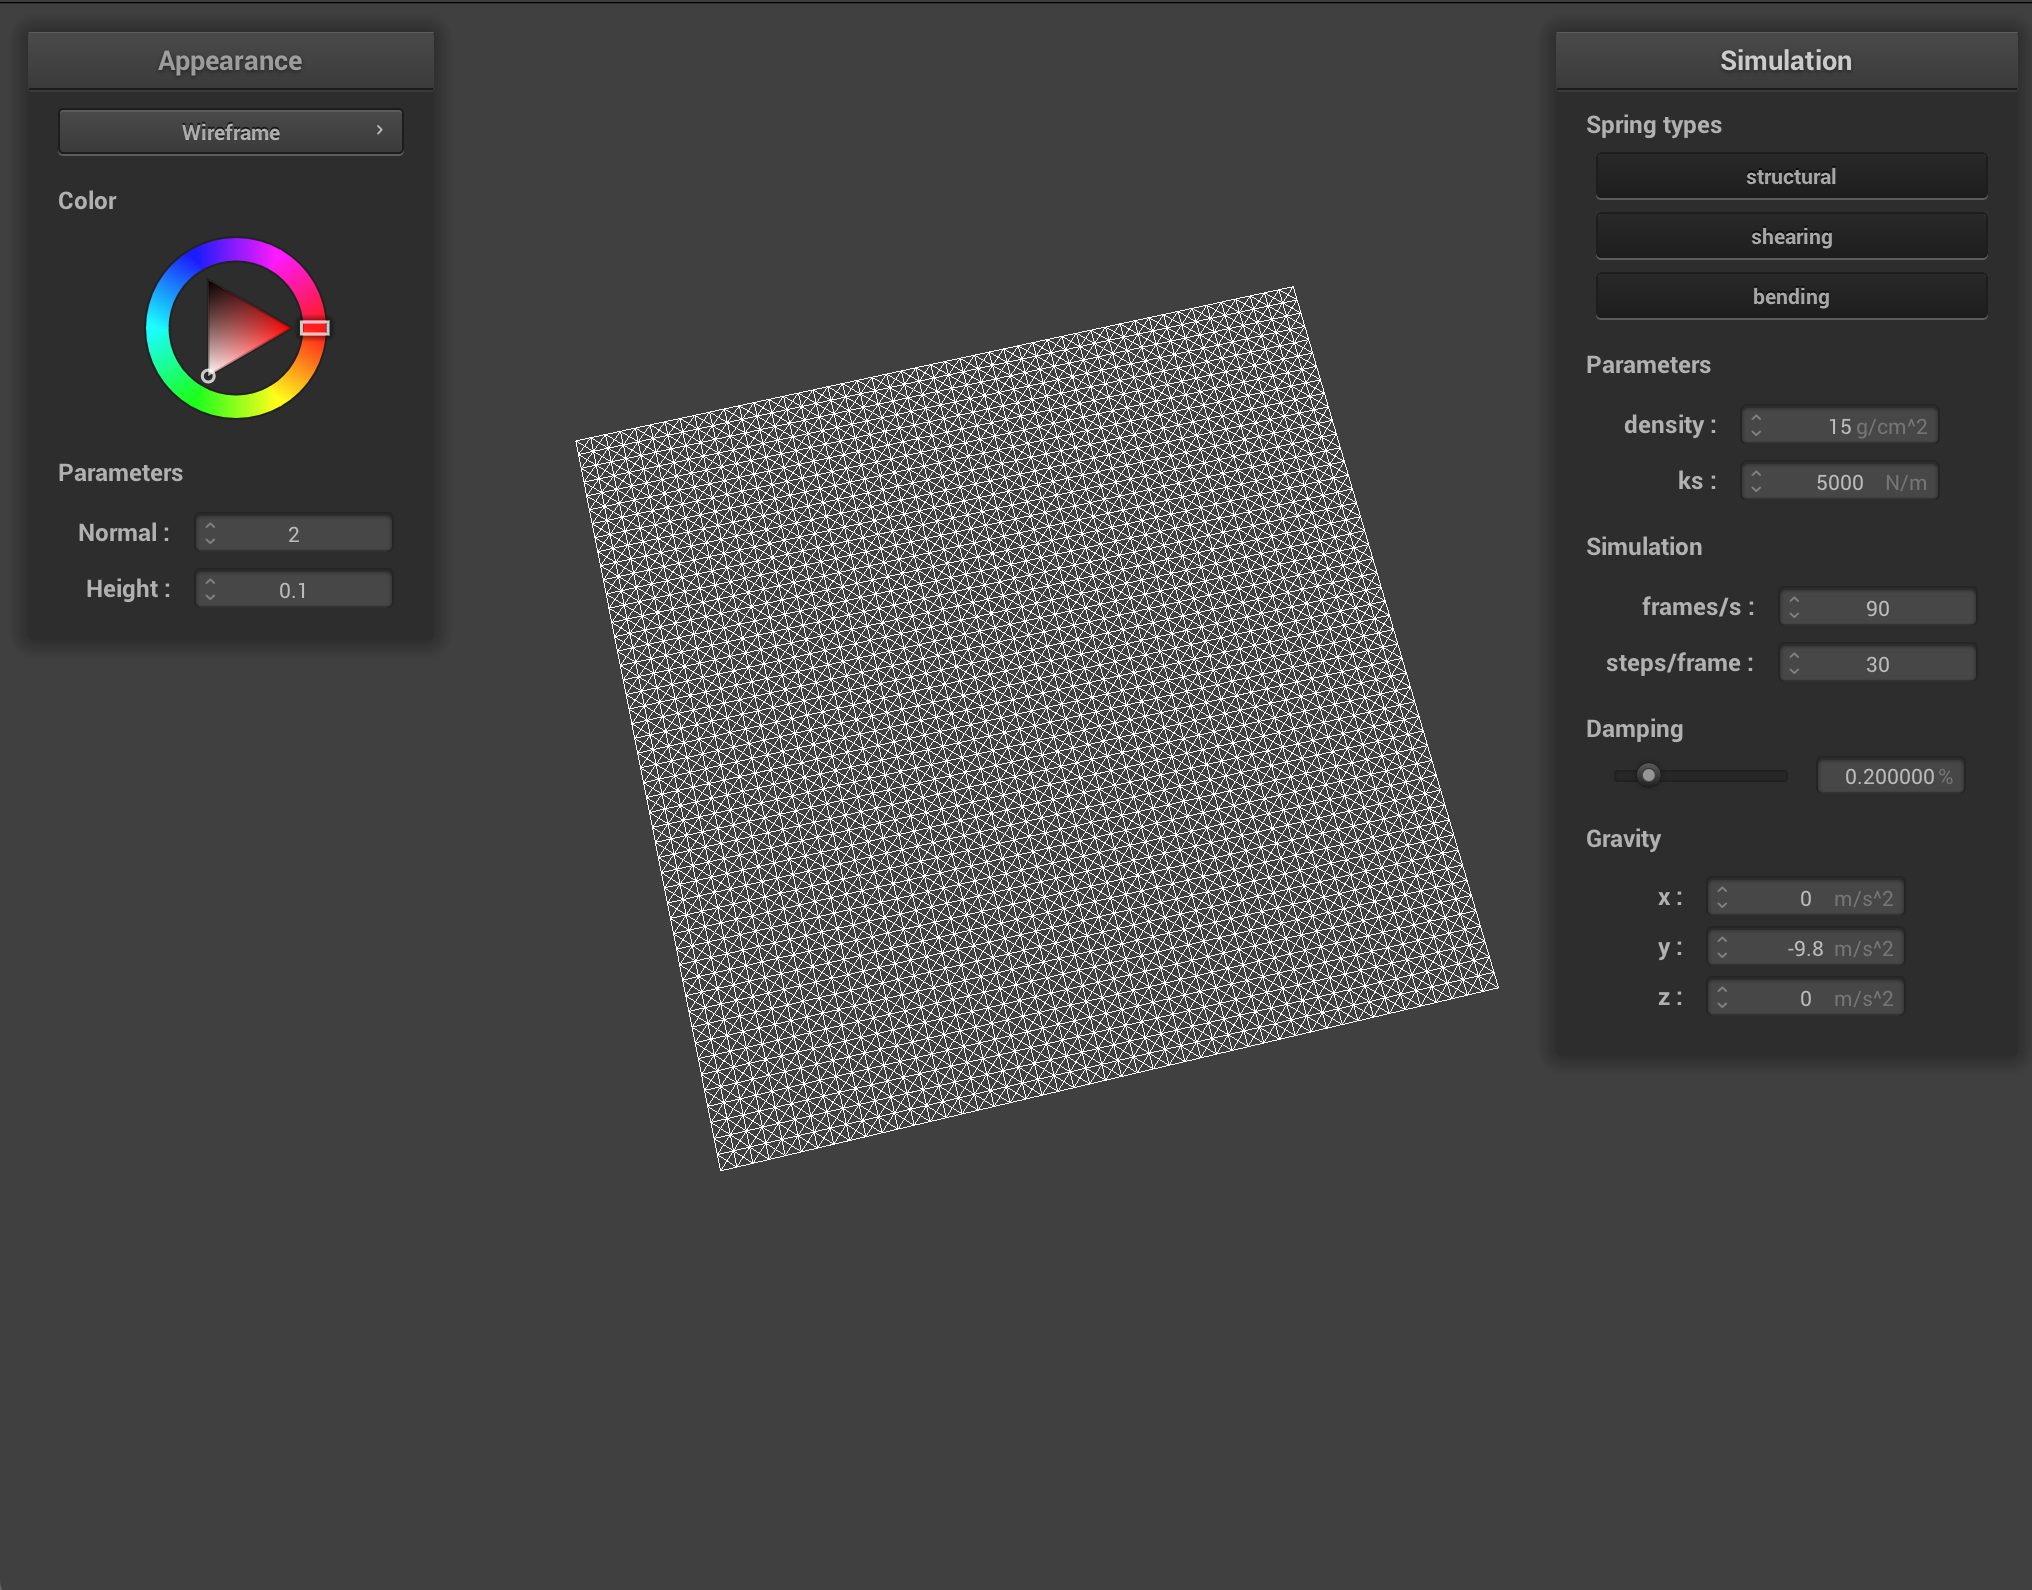 Appearance
Wireframe
Color
Parameters
Normal : 2
Height : 0.1
Simulation
Spring types
structural
shearing
bending
Parameters
density : 15 g/cm^2
ks : 5000 N/m
Simulation
frames/s : 90
steps/frame : 30
Damping
0.200000 %
Gravity
x : 0 m/s^2
y : -9.8 m/s^2
z : 0 m/s^2